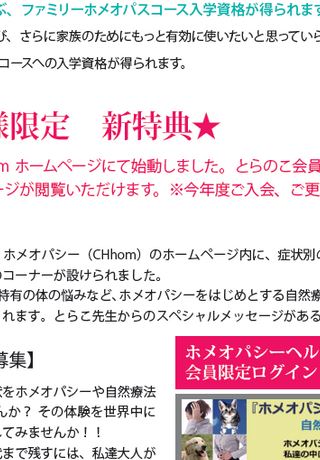 ぶ、ファミリーホメオパスコース入学資格が得られます
び、さらに家族のためにもっと有効に使いたいと思ってい
コースへの入学資格が得られます。
様限定　新特典★
om ホームページにて始動しました。とらのこ会員
ージが閲覧いただけます。※今年度ご入会、ご更
ホメオパシー（CHhom）のホームページ内に、症状別の
のコーナーが設けられました。
特有の体の悩みなど、ホメオパシーをはじめとする自然療
れます。とらこ先生からのスペシャルメッセージがある
募集】
ホメオパシーヘル
会員限定ログイン
状をホメオパシーや自然療法
んか？ その体験を世界中に
してみませんか！！
代まで残すには、私達大人が
『ホメオパシ
自然
ホメオパ
私達の中に